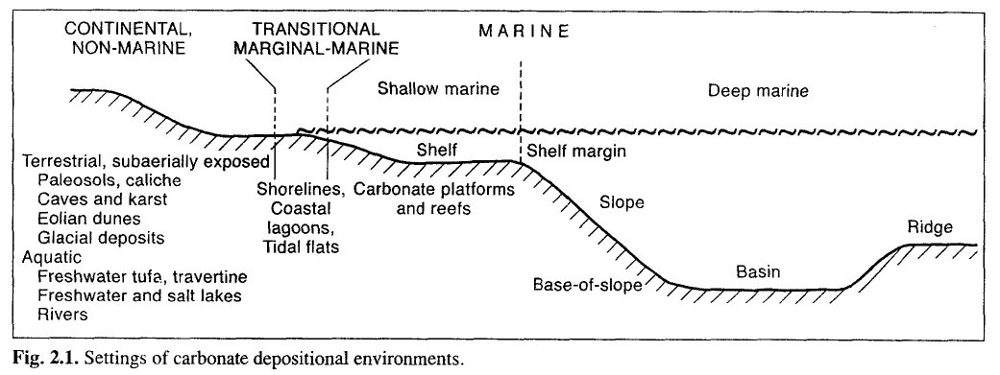 CONTINENTAL,
NON-MARINE
TRANSITIONAL
MARGINAL-MARINE
MARINE
Shallow marine
Deep marine
Shelf
Shelf margin
Terrestrial, subaerially exposed
Paleosols, caliche
Caves and karst
Eolian dunes
Glacial deposits
Aquatic
Freshwater tufa, travertine
Freshwater and salt lakes
Rivers
Shorelines,
Coastal
lagoons,
Tidal flats
Carbonate platforms
and reefs
Slope
Base-of-slope
Basin
Ridge
Fig. 2.1. Settings of carbonate depositional environments.